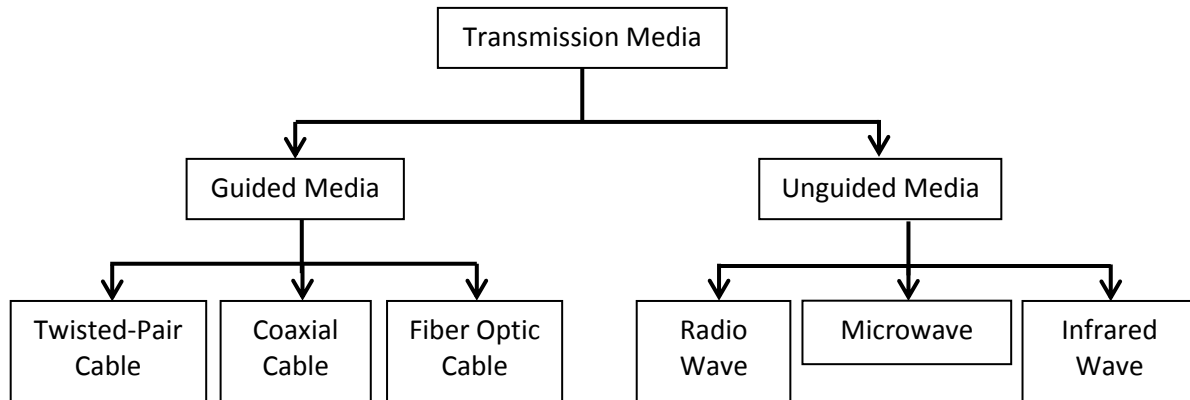 Transmission Media
Guided Media
Unguided Media
Twisted-Pair
Cable
Coaxial
Cable
Fiber Optic
Cable
Radio
Wave
Microwave
Infrared
Wave